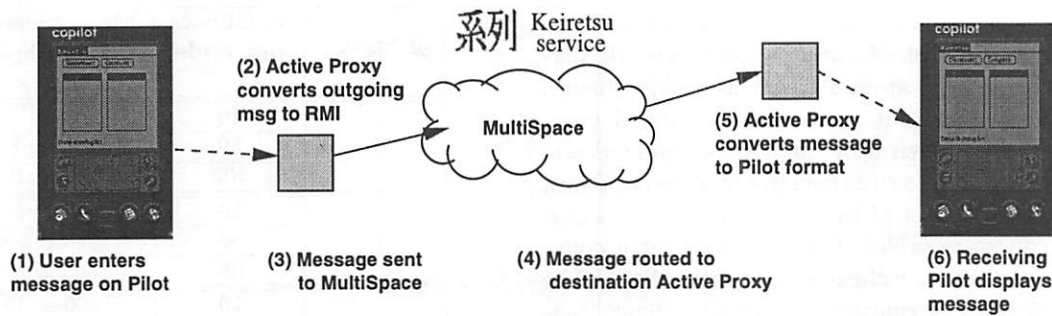 系列 Keiretsu
service
copilot
(2) Active Proxy
converts outgoing
msg to RMI
MultiSpace
(5) Active Proxy
converts message
to Pilot format
copilot
(1) User enters
message on Pilot
(3) Message sent
to MultiSpace
(4) Message routed to
destination Active Proxy
(6) Receiving
Pilot displays
message